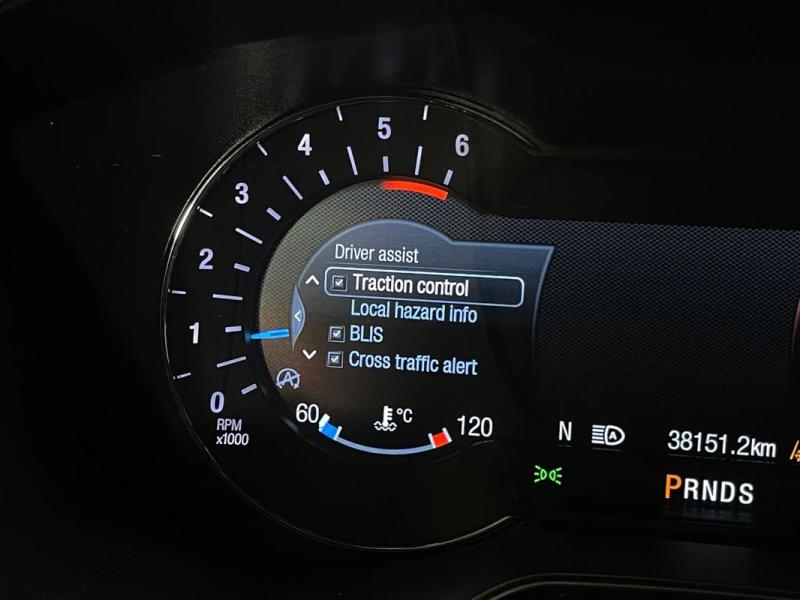 0
1
2
3
4
5
6
RPM
x1000
Driver assist
Traction control
Local hazard info
BLIS
Cross traffic alert
A
60 °C 120
N A 38151.2km
PRNDS